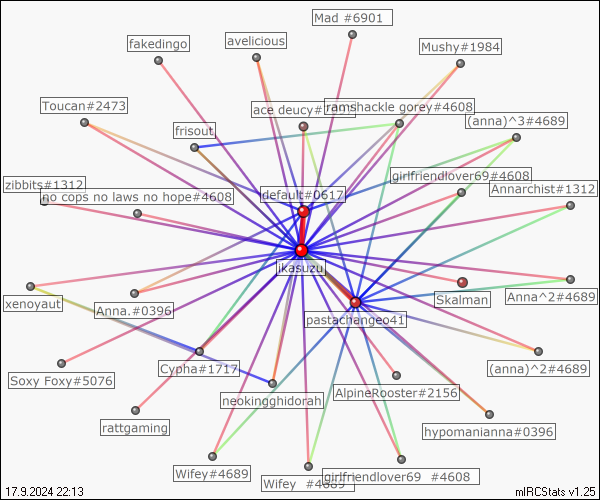 Mad #6901
fakedingo
avelicious
Mushy#1984
Toucan#2473
ace deucy#
ramshackle gorey#4608
frisout
(anna)^3#4689
zibbits#1312
no cops no laws no hope#4608
default#0617
girlfriendlover69#4608
Annarchist#1312
jkasuzu
xenoyaut
Anna.#0396
Skalman
Anna^2#4689
pastachangeo41
Soxy Foxy#5076
Cypha#1717
(anna)^2#4689
neokingghidorah
AlpineRooster#2156
rattgaming
hypomanianna#0396
Wifey#4689
Wifey #4689
girlfriendlover69 #4608
17.9.2024 22:13
mIRCStats v1.25